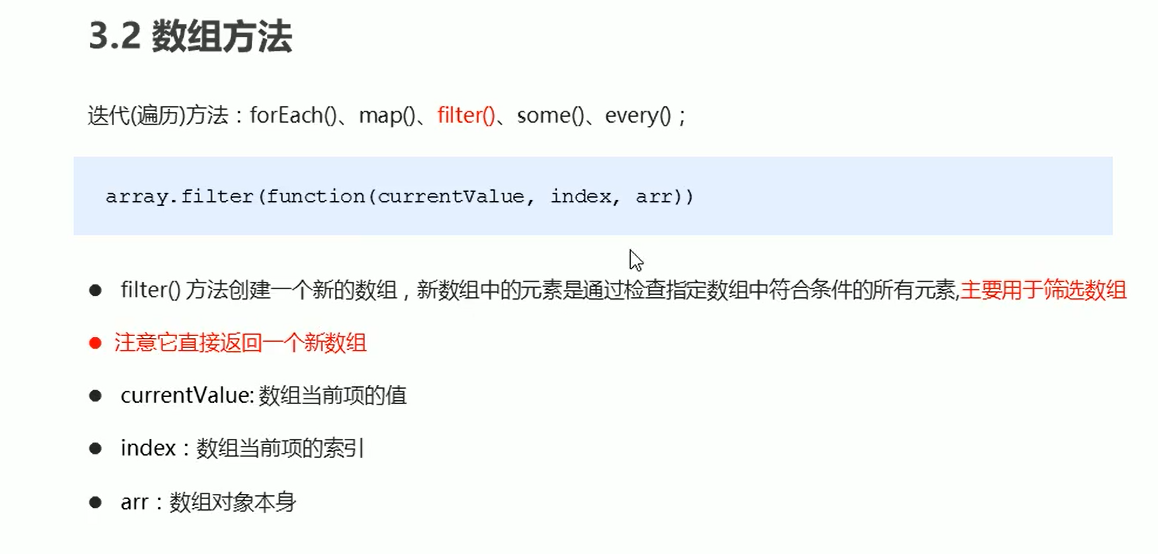 3.2 数组方法
迭代(遍历)方法：forEach()、map()、filter()、some()、every()；
array.filter(function(currentValue, index, arr))
● filter() 方法创建一个新的数组，新数组中的元素是通过检查指定数组中符合条件的所有元素,主要用于筛选数组
● 注意它直接返回一个新数组
● currentValue: 数组当前项的值
● index：数组当前项的索引
● arr：数组对象本身